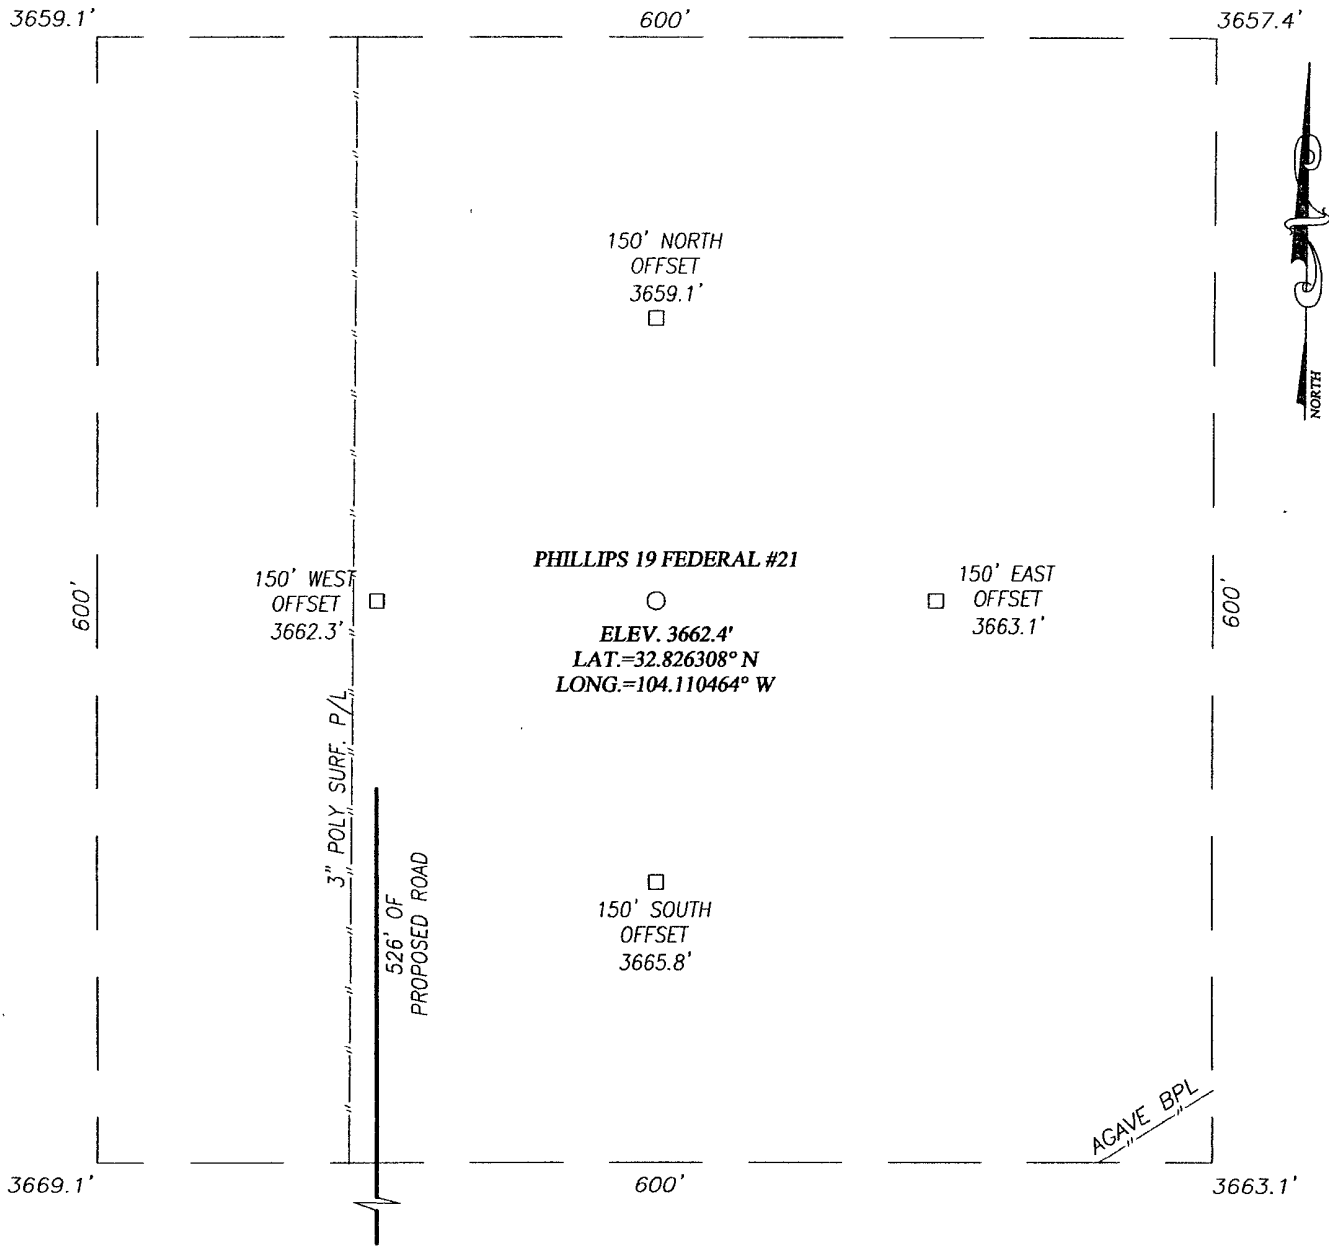 3659.1'
600'
3657.4'
NORTH
150' NORTH
OFFSET
3659.1'
PHILLIPS 19 FEDERAL #21
150' WEST
OFFSET
3662.3'
150' EAST
OFFSET
3663.1'
600'
600'
ELEV. 3662.4'
LAT.=32.826308° N
LONG.=104.110464° W
3" POLY SURF. P/L
526' OF
PROPOSED ROAD
150' SOUTH
OFFSET
3665.8'
AGAVE BPL
3669.1'
600'
3663.1'